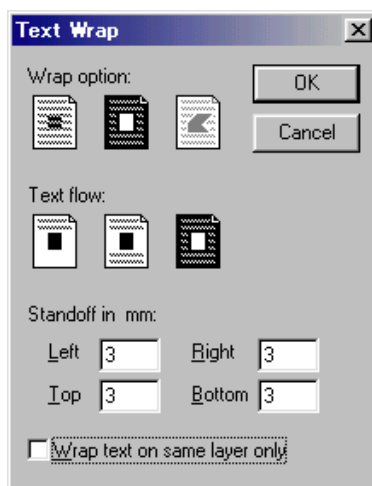 Text Wrap
Wrap option:
OK
Cancel
Text flow:
Standoff in mm:
Left 3 Right 3
Top 3 Bottom 3
Wrap text on same layer only